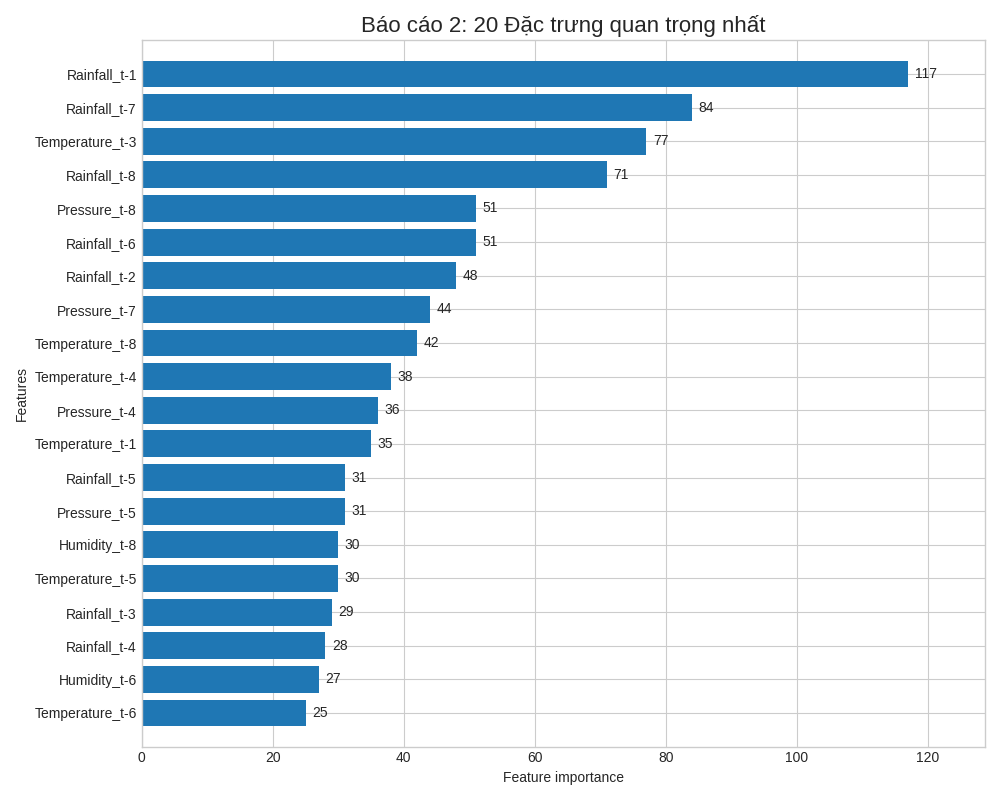 Báo cáo 2: 20 Đặc trưng quan trọng nhất
Rainfall_t-1 117
Rainfall_t-7 84
Temperature_t-3 77
Rainfall_t-8 71
Pressure_t-8 51
Rainfall_t-6 51
Rainfall_t-2 48
Pressure_t-7 44
Temperature_t-8 42
Temperature_t-4 38
Pressure_t-4 36
Temperature_t-1 35
Rainfall_t-5 31
Pressure_t-5 31
Humidity_t-8 30
Temperature_t-5 30
Rainfall_t-3 29
Rainfall_t-4 28
Humidity_t-6 27
Temperature_t-6 25
Features
0 20 40 60 80 100 120
Feature importance